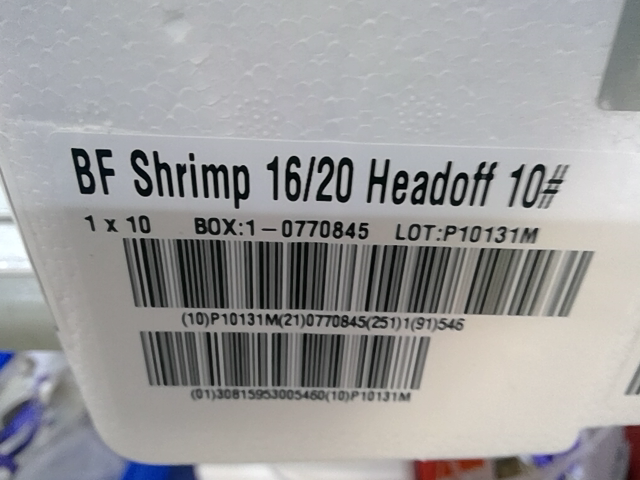 BF Shrimp 16/20 Headoff 10#
1 x 10 BOX:1-0770845 LOT:P10131M
(10)P10131M(21)0770845(251)1(91)546
(01)30815953005460(10)P10131M